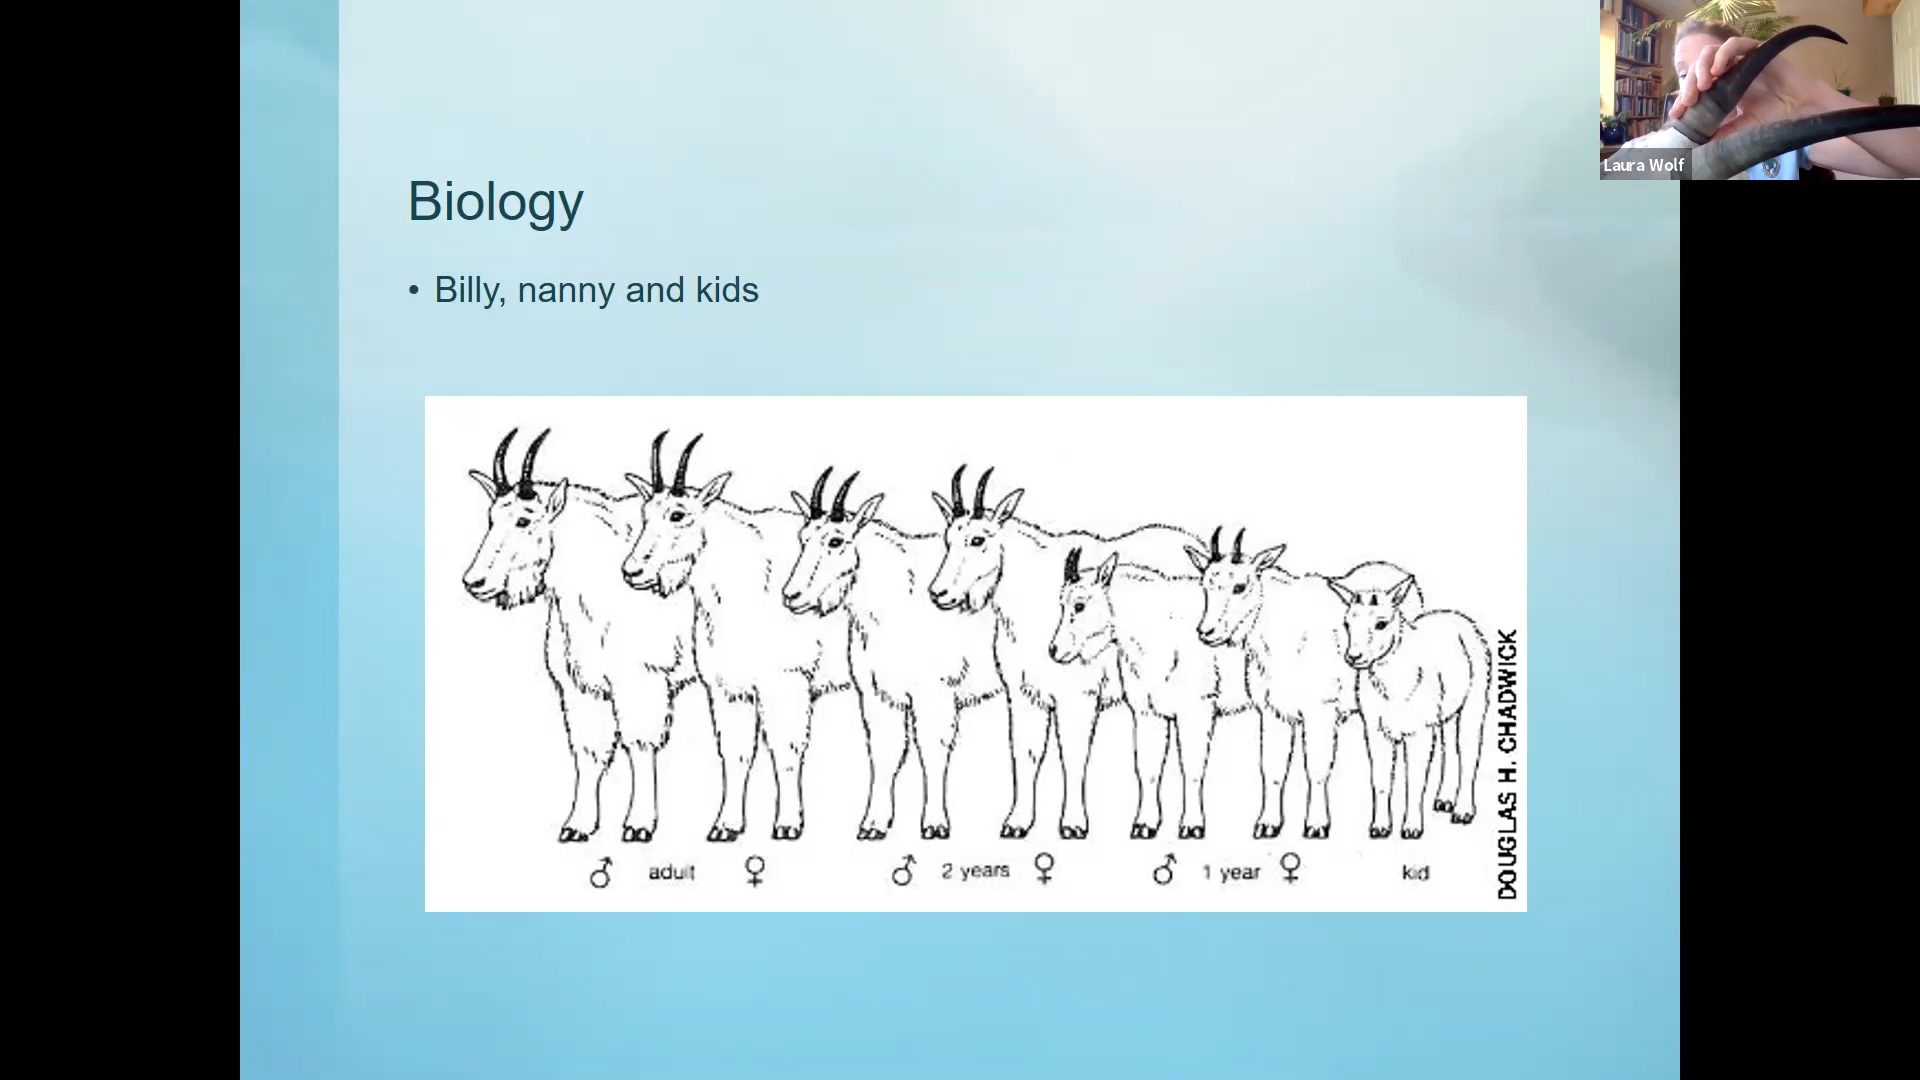 Laura Wolf
Biology
• Billy, nanny and kids
♂ adult ♀ ♂ 2 years ♀ ♂ 1 year ♀ kid
DOUGLAS H. CHADWICK